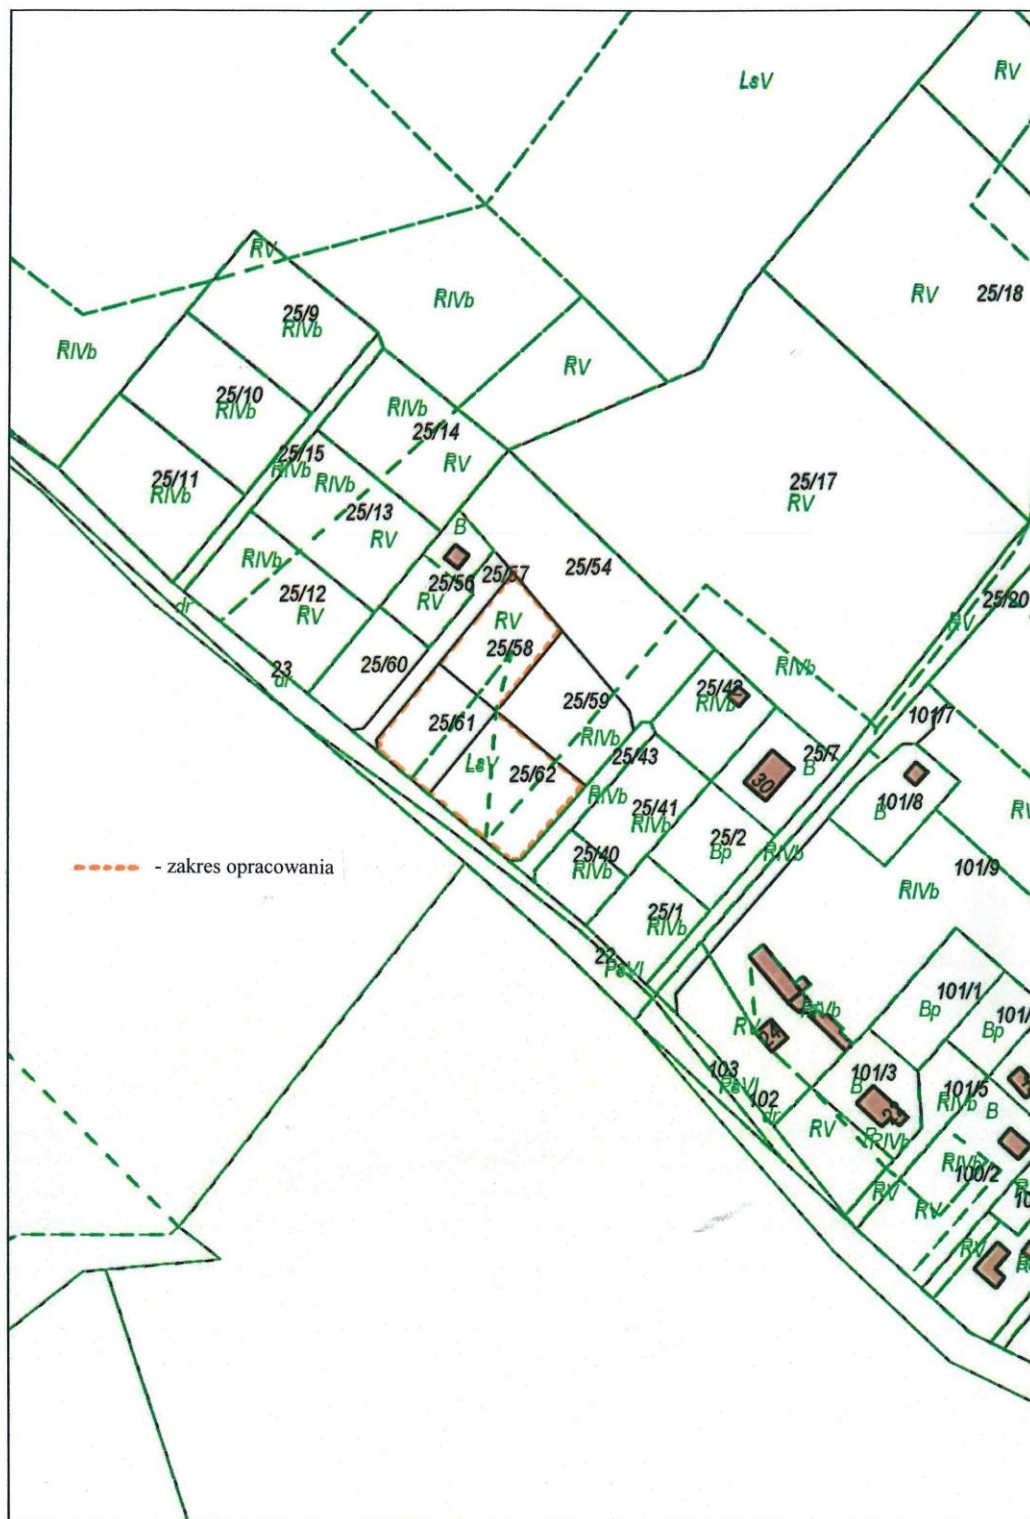 LsV
RV
RV
25/18
RV
25/9
RIVb
RIVb
RIVb
RV
25/10
RIVb
RIVb
25/14
RV
25/11
RIVb
25/15
RIVb
RIVb
25/13
RV
25/17
RV
B
25/57
25/54
25/56
RV
RIVb
25/12
RV
dr
25/20
RV
RV
25/58
23
dr
25/60
RIVb
25/59
RIVb
25/42
RIVb
25/61
LsV
25/62
25/43
RIVb
25/7
B
30
101/7
101/8
B
25/41
RIVb
25/2
Bp
RIVb
25/40
RIVb
- zakres opracowania
101/9
RIVb
25/1
RIVb
22
PsVI
101/1
Bp
Bp
RIVb
RV
24
103
PsVI
102
dr
101/3
B
23
101/5
RIVb
B
RV
RIVb
RIVb
100/2
RV
RV
RV